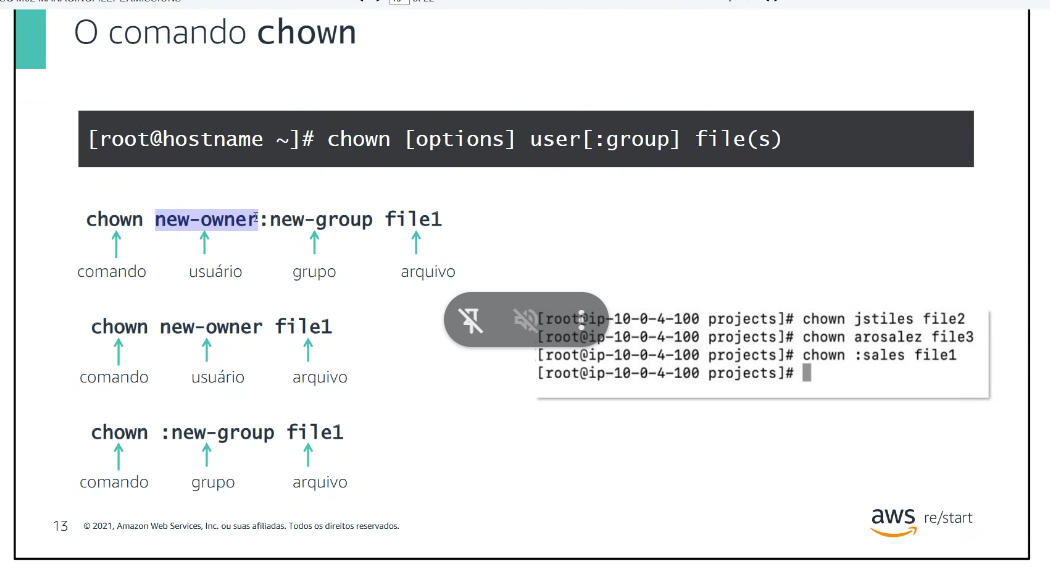 O comando chown
[root@hostname ~]# chown [options] user[:group] file(s)
chown new-owner:new-group file1
comando usuário grupo arquivo
chown new-owner file1
comando usuário arquivo
chown :new-group file1
comando grupo arquivo
[root@ip-10-0-4-100 projects]# chown jstiles file2
[root@ip-10-0-4-100 projects]# chown arosalez file3
[root@ip-10-0-4-100 projects]# chown :sales file1
[root@ip-10-0-4-100 projects]#
13 © 2021, Amazon Web Services, Inc. ou suas afiliadas. Todos os direitos reservados.
aws re/start